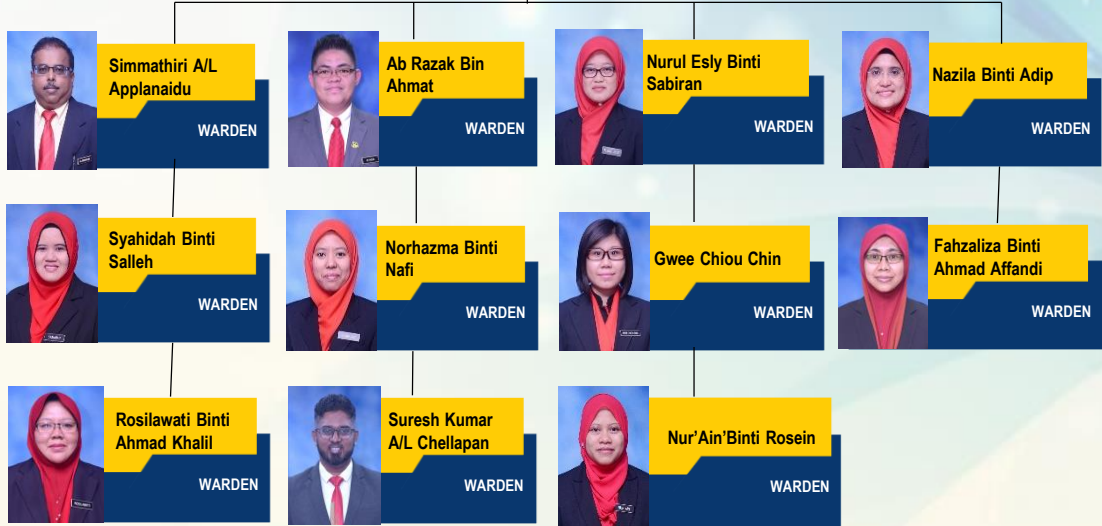 Simmathiri A/L
Applanaidu
WARDEN
Ab Razak Bin
Ahmat
WARDEN
Nurul Esly Binti
Sabiran
WARDEN
Nazila Binti Adip
WARDEN
Syahidah Binti
Salleh
WARDEN
Norhazma Binti
Nafi
WARDEN
Gwee Chiou Chin
WARDEN
Fahzaliza Binti
Ahmad Affandi
WARDEN
Rosilawati Binti
Ahmad Khalil
WARDEN
Suresh Kumar
A/L Chellapan
WARDEN
Nur’Ain’Binti Rosein
WARDEN